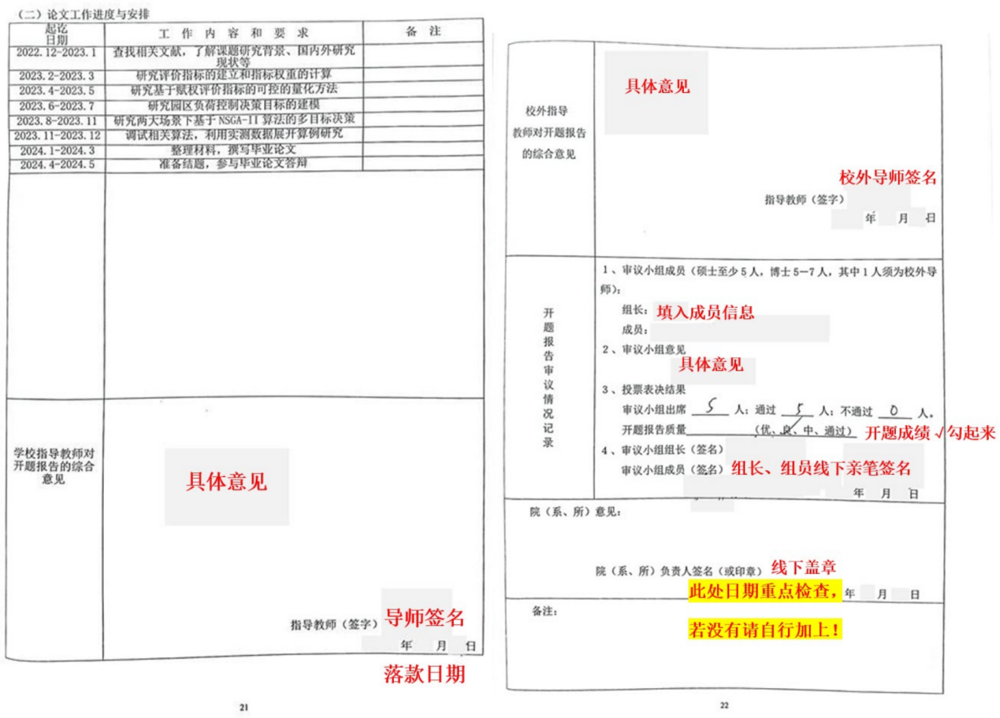 （二）论文工作进度与安排
起讫
日期
工 作 内 容 和 要 求
备 注
2022.12-2023.1
查找相关文献，了解课题研究背景、国内外研究
现状等
2023.2-2023.3
研究评价指标的建立和指标权重的计算
2023.4-2023.5
研究基于赋权评价指标的可控的量化方法
2023.6-2023.7
研究园区负荷控制决策目标的建模
2023.8-2023.11
研究两大场景下基于 NSGA-II 算法的多目标决策
2023.11-2023.12
调试相关算法，利用实测数据展开算例研究
2024.1-2024.3
整理材料，撰写毕业论文
2024.4-2024.5
准备结题，参与毕业论文答辩
学校指导教师对
开题报告的综合
意见
具体意见
指导教师（签字）
导师签名
年 月 日
落款日期
21
校外指导
教师对开题报告
的综合意见
具体意见
校外导师签名
指导教师（签字）
年 月 日
开
题
报
告
审
议
情
况
记
录
1、审议小组成员（硕士至少 5 人，博士 5—7 人，其中 1 人须为校外导
师）：
组长： 填入成员信息
成员：
2、审议小组意见
具体意见
3、投票表决结果
审议小组出席 5 人；通过 5 人；不通过 0 人。
开题报告质量 （优、良、中、通过） 开题成绩√勾起来
4、审议小组组长（签名）
审议小组成员（签名） 组长、组员线下亲笔签名
年 月 日
院（系、所）意见：
院（系、所）负责人签名（或印章） 线下盖章
此处日期重点检查， 年 月 日
备注：
若没有请自行加上！
22